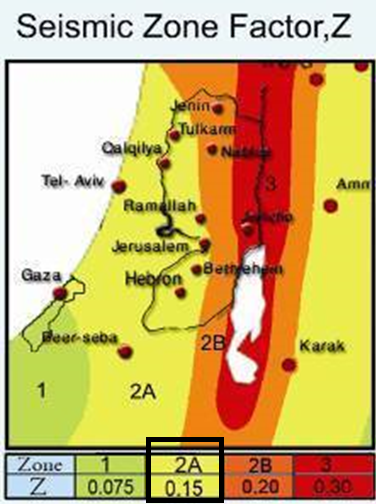 Seismic Zone Factor,Z
Jenin
Tulkarm
Qalqilya
Nablus
Tel- Aviv
3
Amm
Ramallah
Jericho
Jerusalem
Bethlehem
Gaza
Hebron
Beer-seba
2B
Karak
1
2A
Zone 1 2A 2B 3
Z 0.075 0.15 0.20 0.30